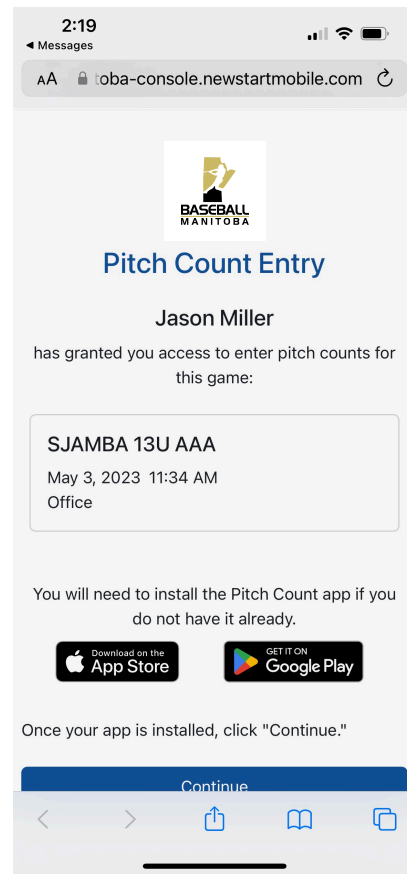 2:19
◀ Messages
AA toba-console.newstartmobile.com
BASEBALL
MANITOBA
Pitch Count Entry
Jason Miller
has granted you access to enter pitch counts for
this game:
SJAMBA 13U AAA
May 3, 2023 11:34 AM
Office
You will need to install the Pitch Count app if you
do not have it already.
Download on the
App Store
GET IT ON
Google Play
Once your app is installed, click "Continue."
Continue